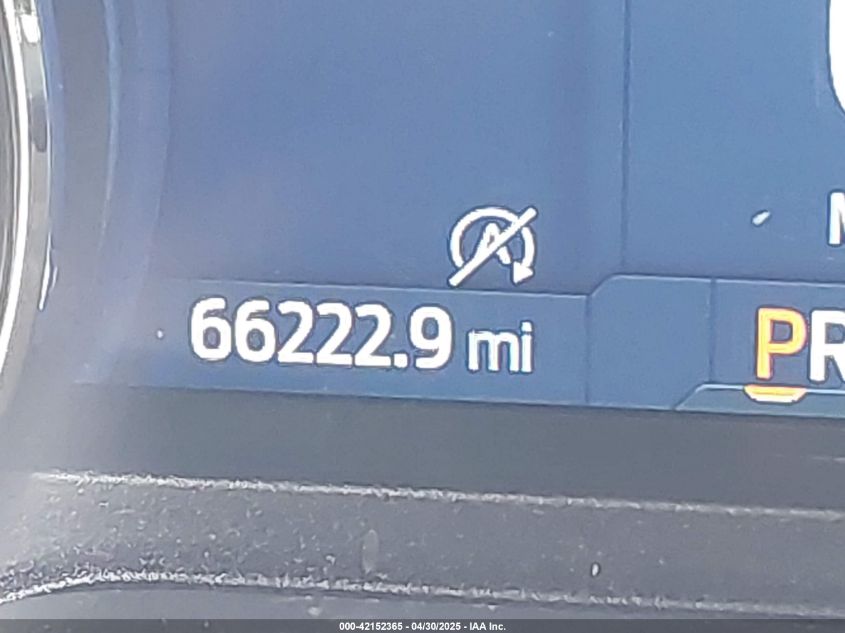 A
66222.9 mi
PR
000-42152365 - 04/30/2025 - IAA Inc.